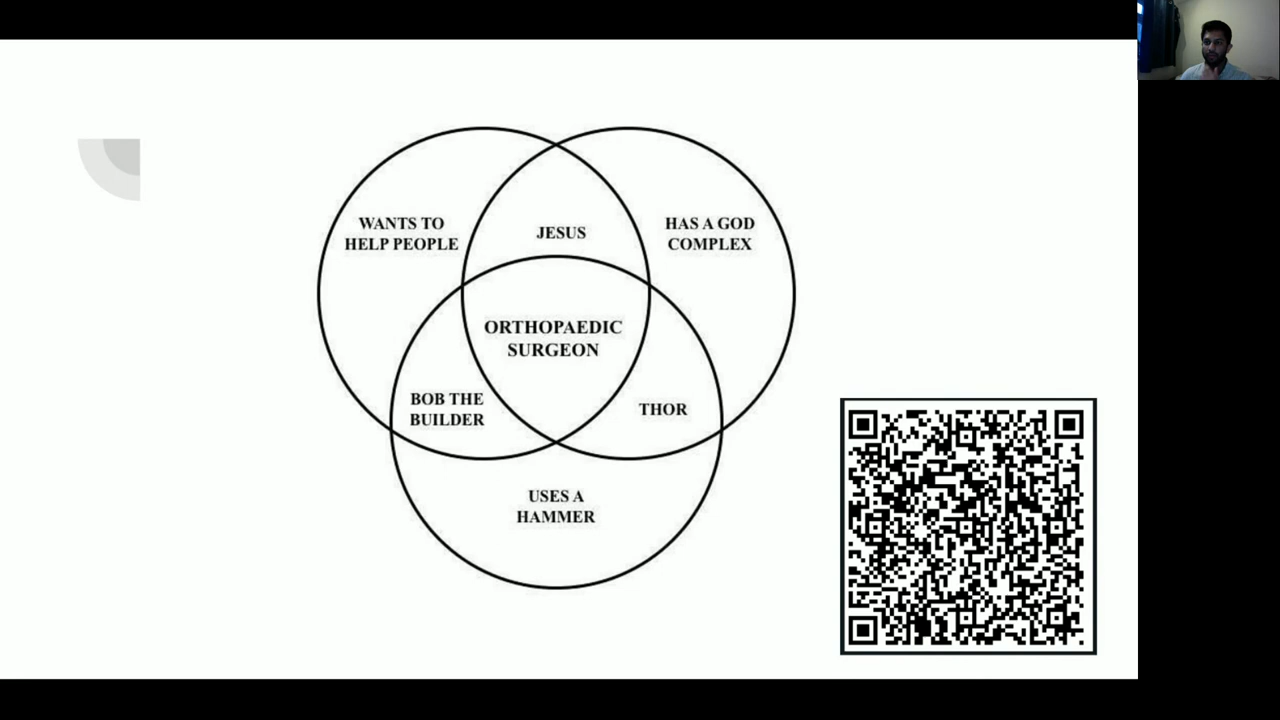 WANTS TO
HELP PEOPLE
JESUS
HAS A GOD
COMPLEX
ORTHOPAEDIC
SURGEON
BOB THE
BUILDER
THOR
USES A
HAMMER